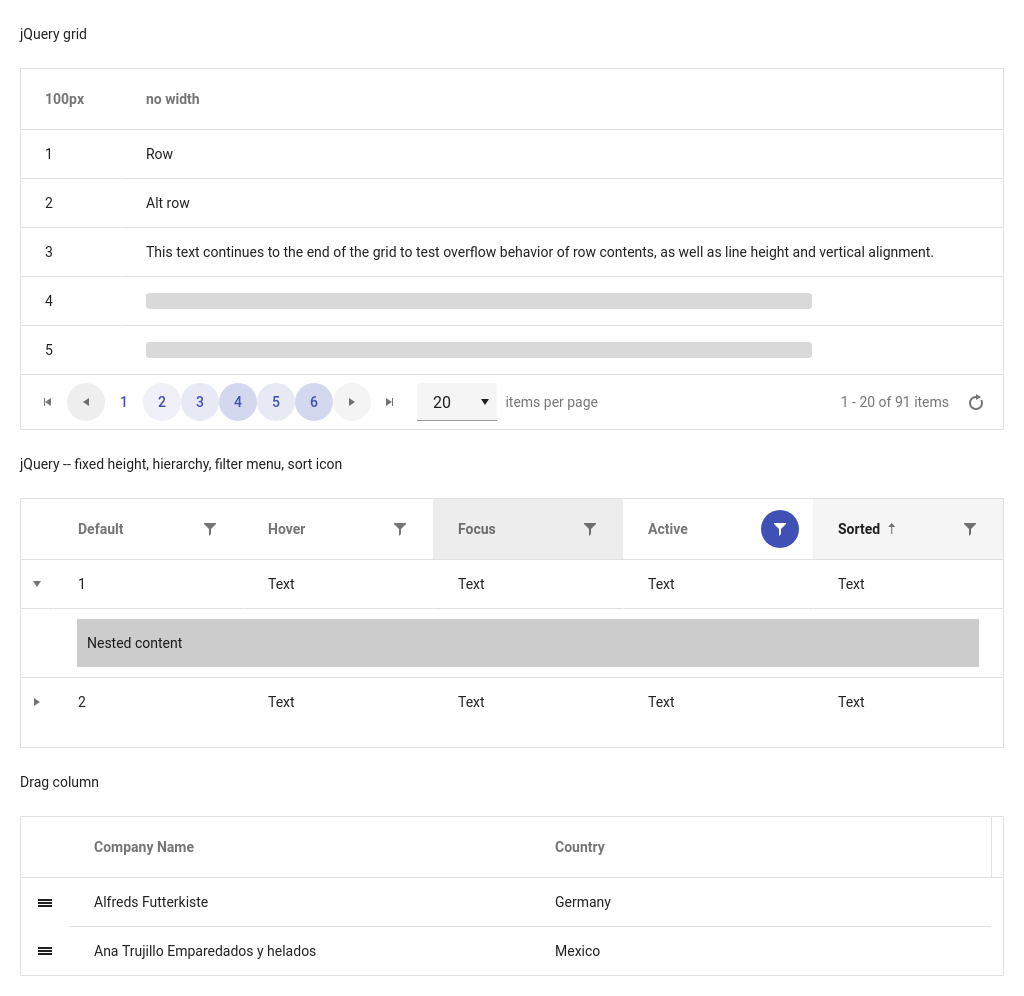 jQuery grid
100px no width
1 Row
2 Alt row
3 This text continues to the end of the grid to test overflow behavior of row contents, as well as line height and vertical alignment.
4
5
1 2 3 4 5 6 20 items per page 1 - 20 of 91 items
jQuery -- fixed height, hierarchy, filter menu, sort icon
Default Hover Focus Active Sorted
1 Text Text Text Text
Nested content
2 Text Text Text Text
Drag column
Company Name Country
Alfreds Futterkiste Germany
Ana Trujillo Emparedados y helados Mexico